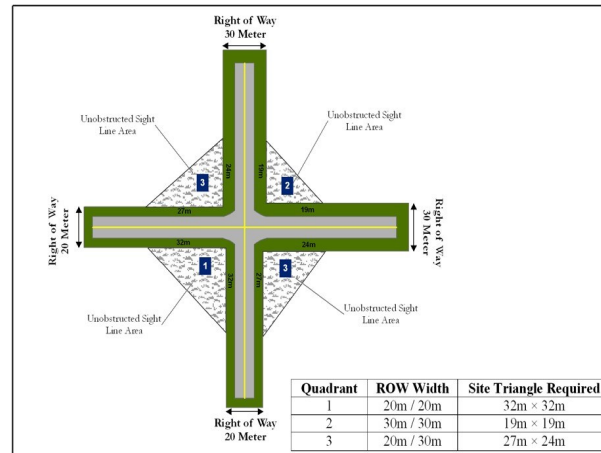 Right of Way
30 Meter
Unobstructed Sight
Line Area
Unobstructed Sight
Line Area
3
24m
19m
2
27m
19m
Right of Way
20 Meter
Right of Way
30 Meter
32m
24m
1
32m
27m
3
Unobstructed Sight
Line Area
Unobstructed Sight
Line Area
Right of Way
20 Meter
Quadrant ROW Width Site Triangle Required
1 20m / 20m 32m × 32m
2 30m / 30m 19m × 19m
3 20m / 30m 27m × 24m